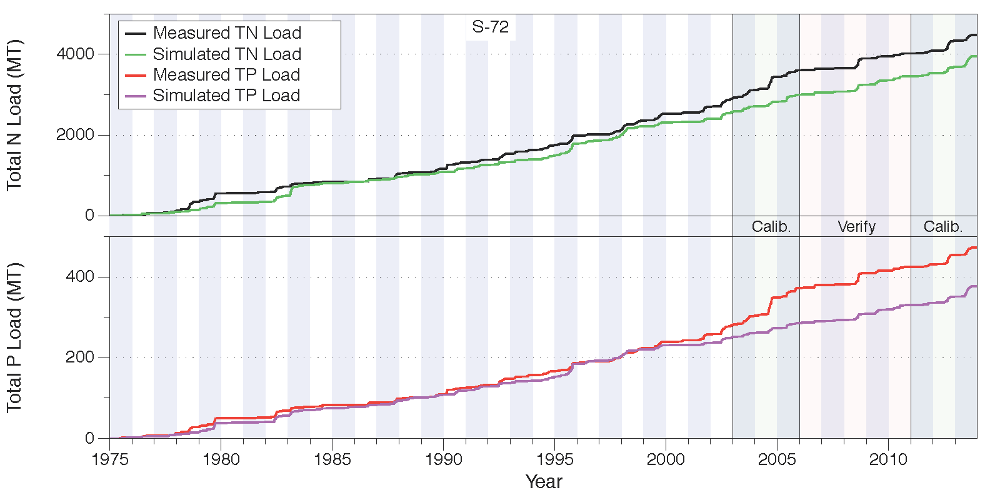 S-72
Measured TN Load
Simulated TN Load
Measured TP Load
Simulated TP Load
Total N Load (MT)
4000
2000
0
Calib.
Verify
Calib.
Total P Load (MT)
400
200
0
1975
1980
1985
1990
1995
2000
2005
2010
Year